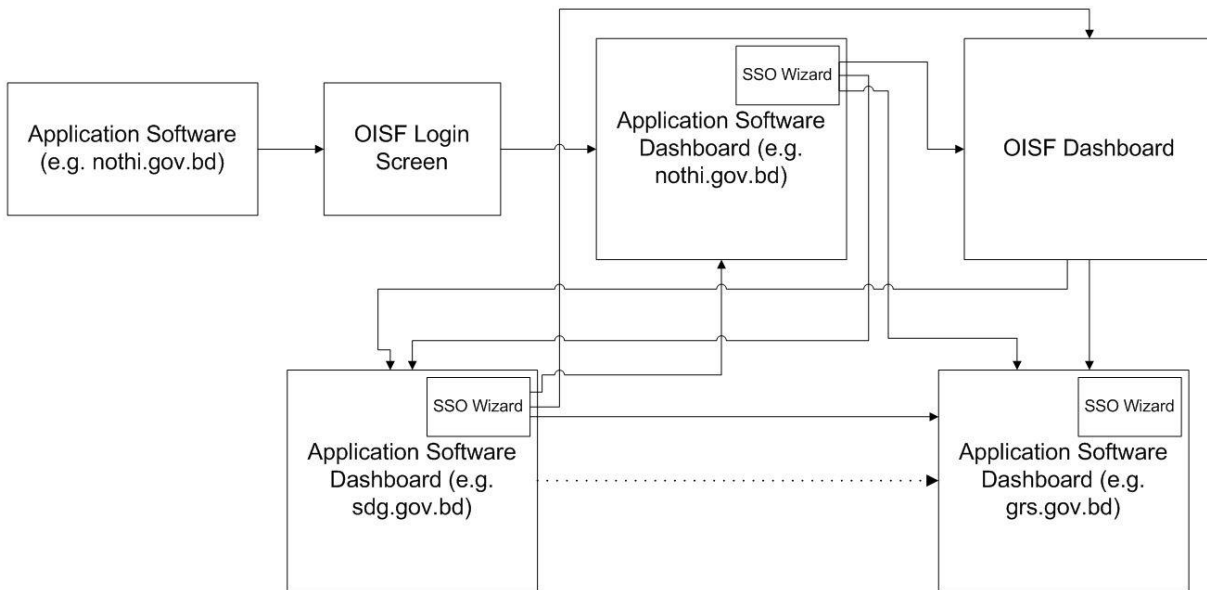 Application Software
(e.g. nothi.gov.bd)
OISF Login
Screen
SSO Wizard
Application Software
Dashboard (e.g.
nothi.gov.bd)
OISF Dashboard
SSO Wizard
Application Software
Dashboard (e.g.
sdg.gov.bd)
SSO Wizard
Application Software
Dashboard (e.g.
grs.gov.bd)